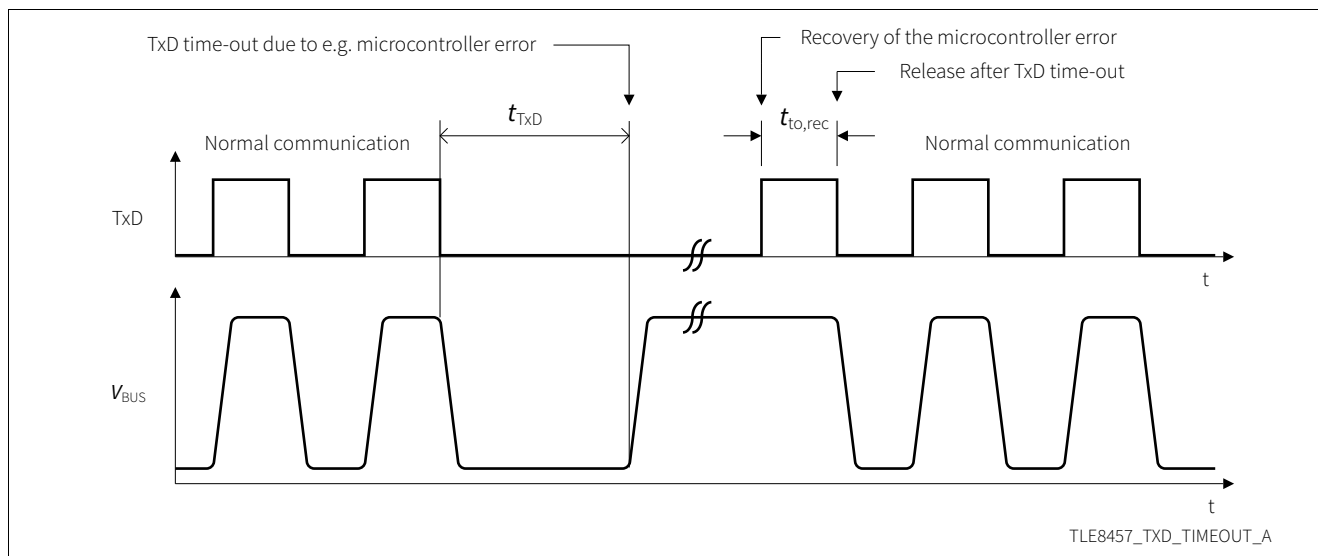 TxD time-out due to e.g. microcontroller error
Recovery of the microcontroller error
Release after TxD time-out
tTxD
tto,rec
Normal communication
Normal communication
TxD
t
VBUS
t
TLE8457_TXD_TIMEOUT_A